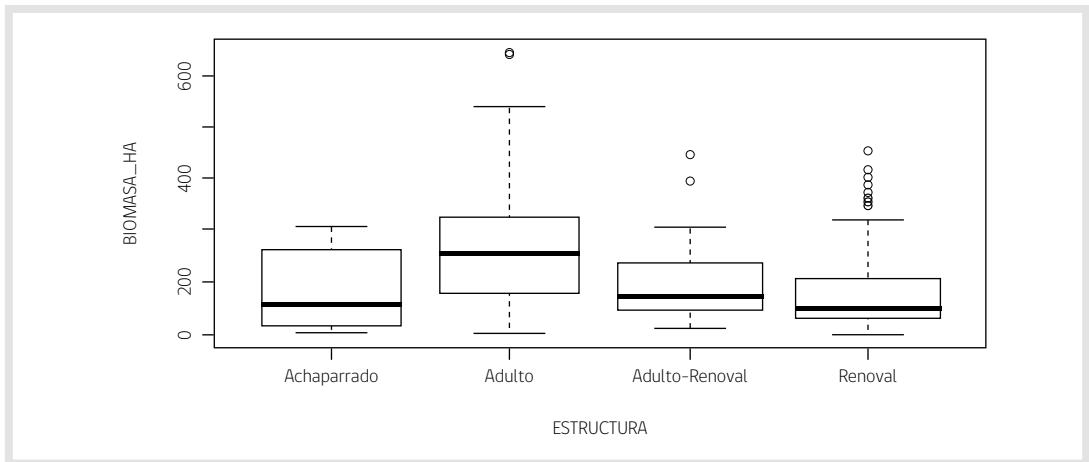 BIOMASA_HA
600
400
200
0
Achaparrado
Adulto
Adulto-Renoval
Renoval
ESTRUCTURA